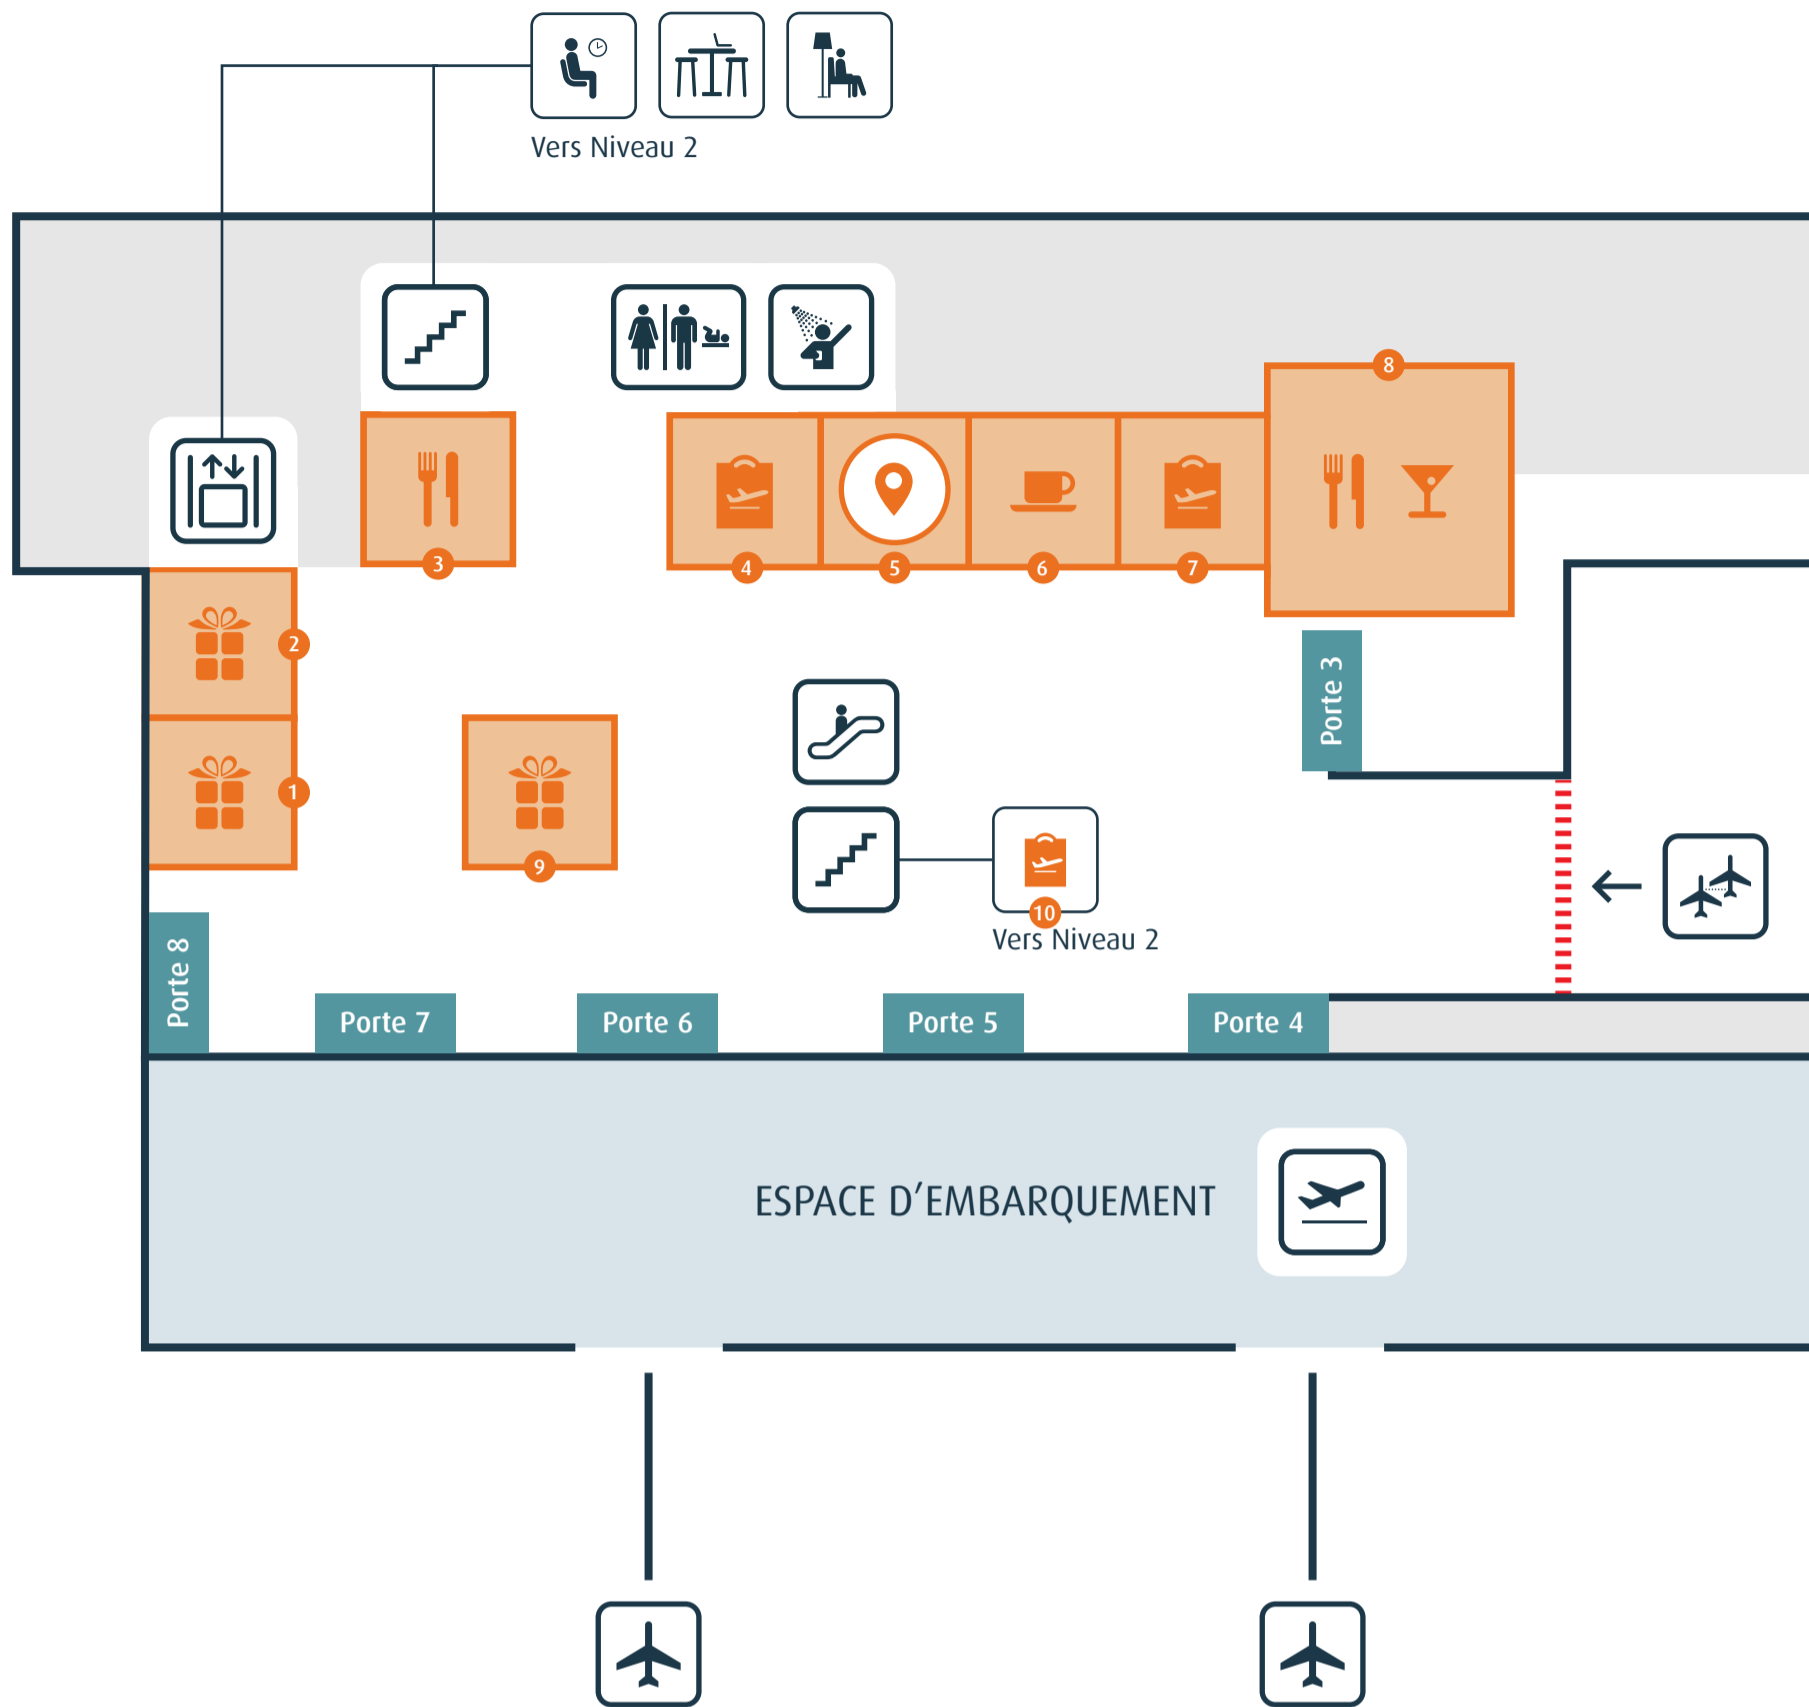 Vers Niveau 2
8
3
4
5
6
7
2
1
9
Porte 3
10
Vers Niveau 2
Porte 8
Porte 7
Porte 6
Porte 5
Porte 4
ESPACE D’EMBARQUEMENT